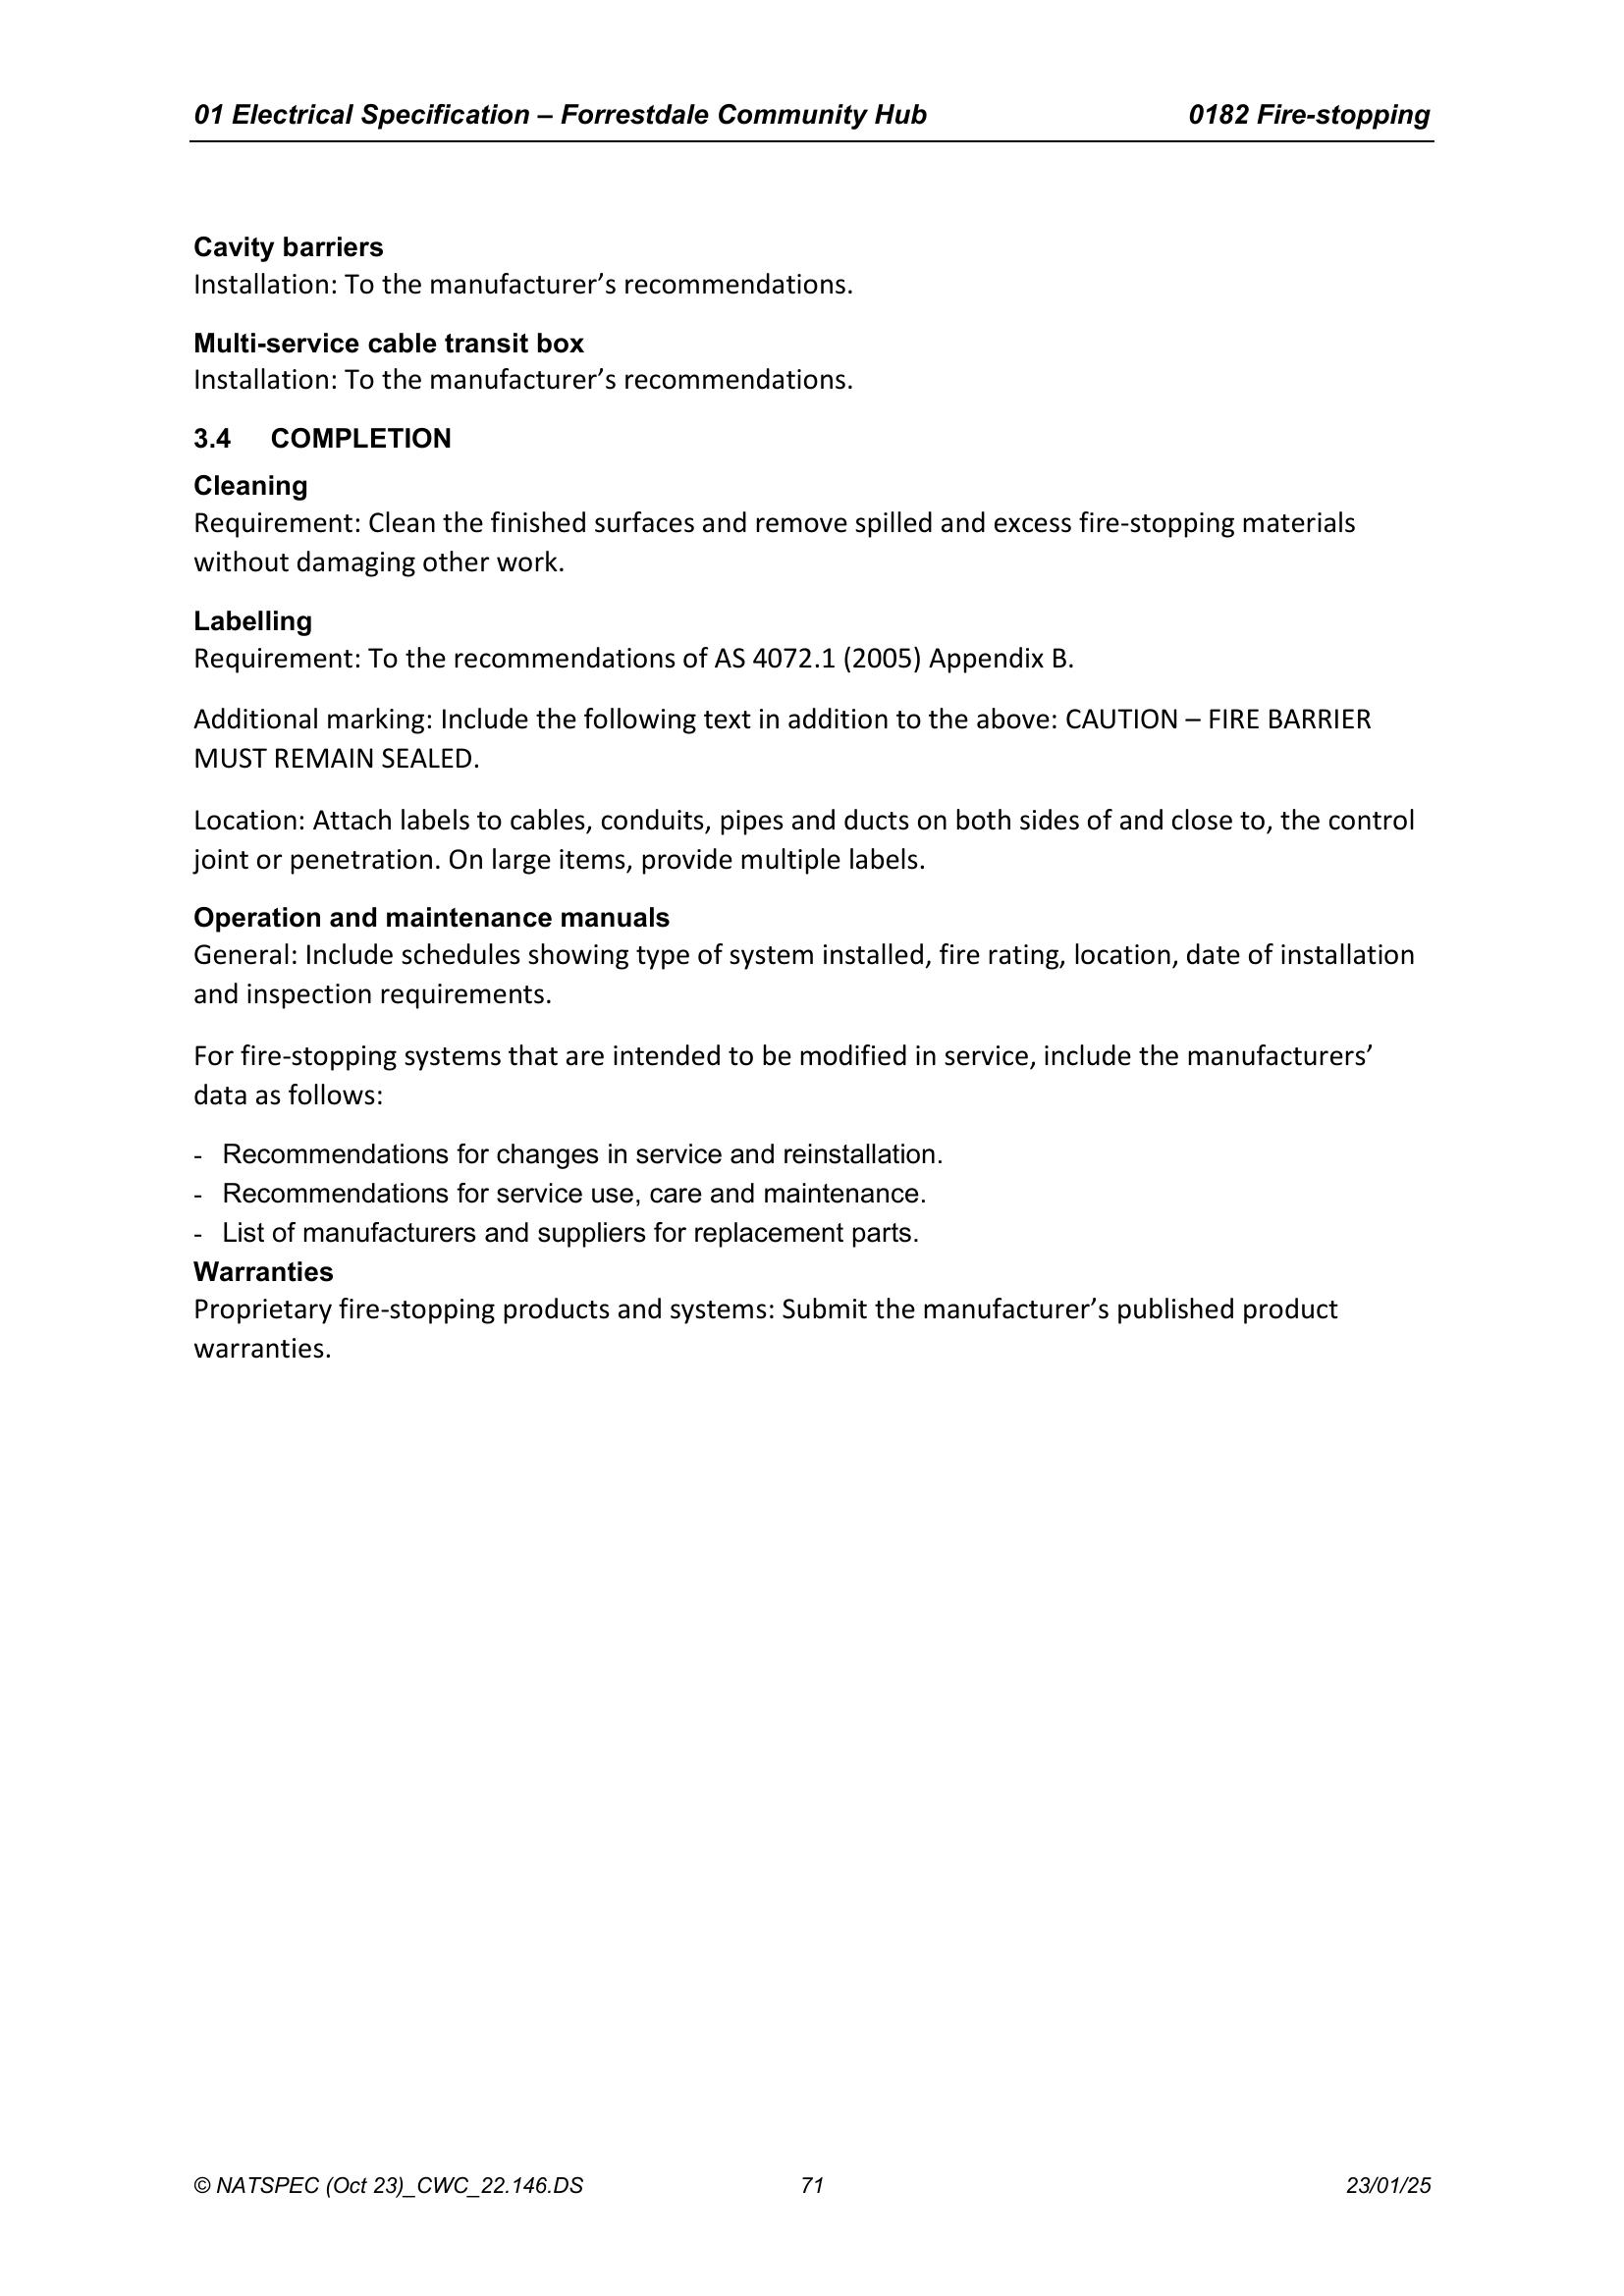 01 Electrical Specification – Forrestdale Community Hub 0182 Fire-stopping
Cavity barriers
Installation: To the manufacturer’s recommendations.
Multi-service cable transit box
Installation: To the manufacturer’s recommendations.
3.4 COMPLETION
Cleaning
Requirement: Clean the finished surfaces and remove spilled and excess fire-stopping materials
without damaging other work.
Labelling
Requirement: To the recommendations of AS 4072.1 (2005) Appendix B.
Additional marking: Include the following text in addition to the above: CAUTION – FIRE BARRIER
MUST REMAIN SEALED.
Location: Attach labels to cables, conduits, pipes and ducts on both sides of and close to, the control
joint or penetration. On large items, provide multiple labels.
Operation and maintenance manuals
General: Include schedules showing type of system installed, fire rating, location, date of installation
and inspection requirements.
For fire-stopping systems that are intended to be modified in service, include the manufacturers’
data as follows:
- Recommendations for changes in service and reinstallation.
- Recommendations for service use, care and maintenance.
- List of manufacturers and suppliers for replacement parts.
Warranties
Proprietary fire-stopping products and systems: Submit the manufacturer’s published product
warranties.
© NATSPEC (Oct 23)_CWC_22.146.DS 71 23/01/25